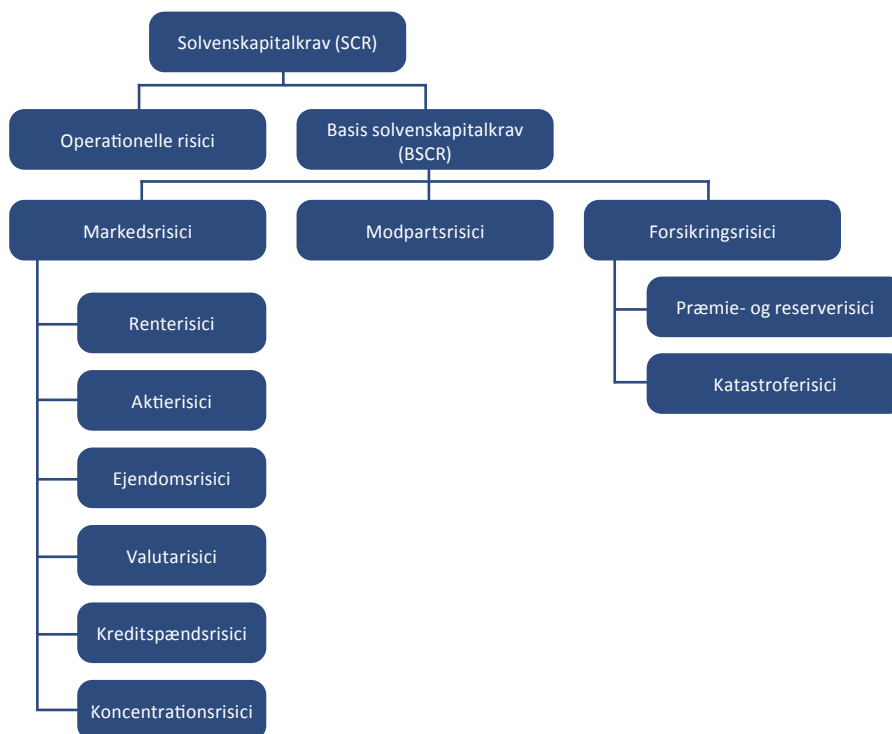 Solvenskapitalkrav (SCR)
Operationelle risici
Basis solvenskapitalkrav
(BSCR)
Markedsrisici
Modpartsrisici
Forsikringsrisici
Renterisici
Aktierisici
Ejendomsrisici
Valutarisici
Kreditspændsrisici
Koncentrationsrisici
Præmie- og reserverisici
Katastroferisici